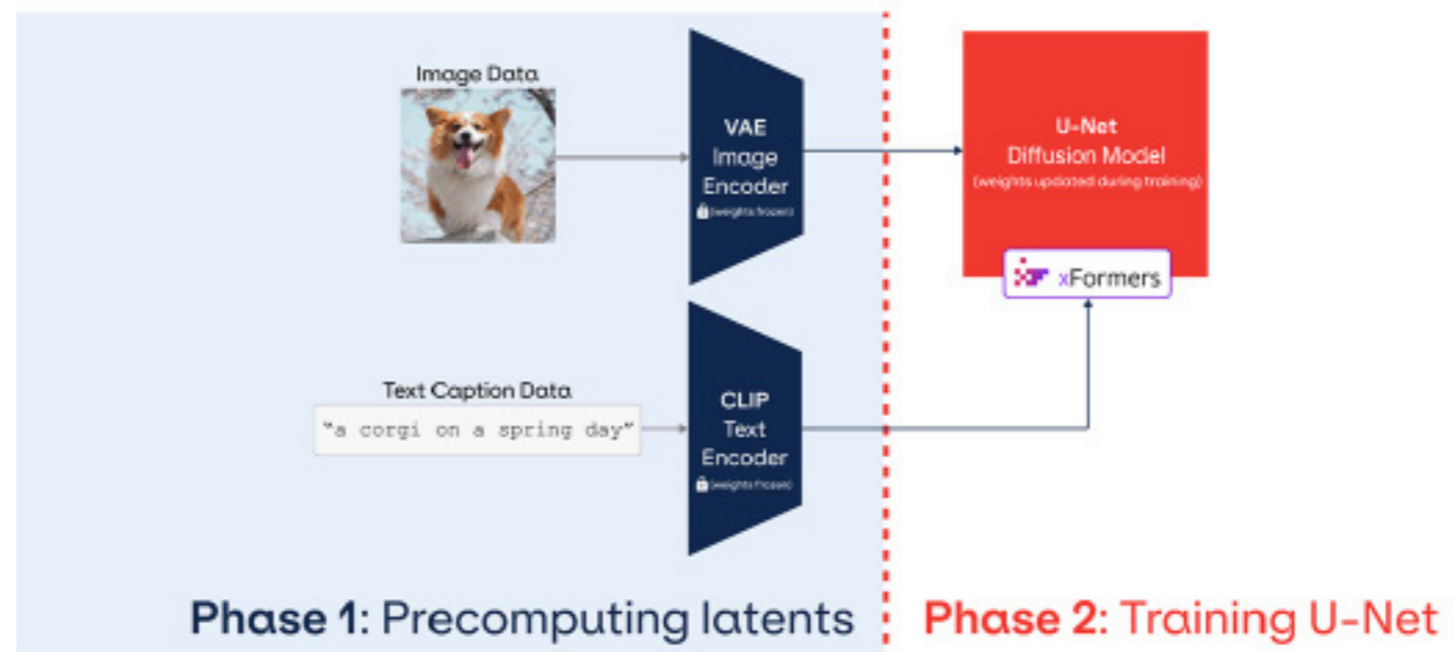 Image Data
VAE
Image
Encoder
(weights frozen)
U-Net
Diffusion Model
(weights updated during training)
xFormers
Text Caption Data
"a corgi on a spring day"
CLIP
Text
Encoder
(weights frozen)
Phase 1: Precomputing latents
Phase 2: Training U-Net